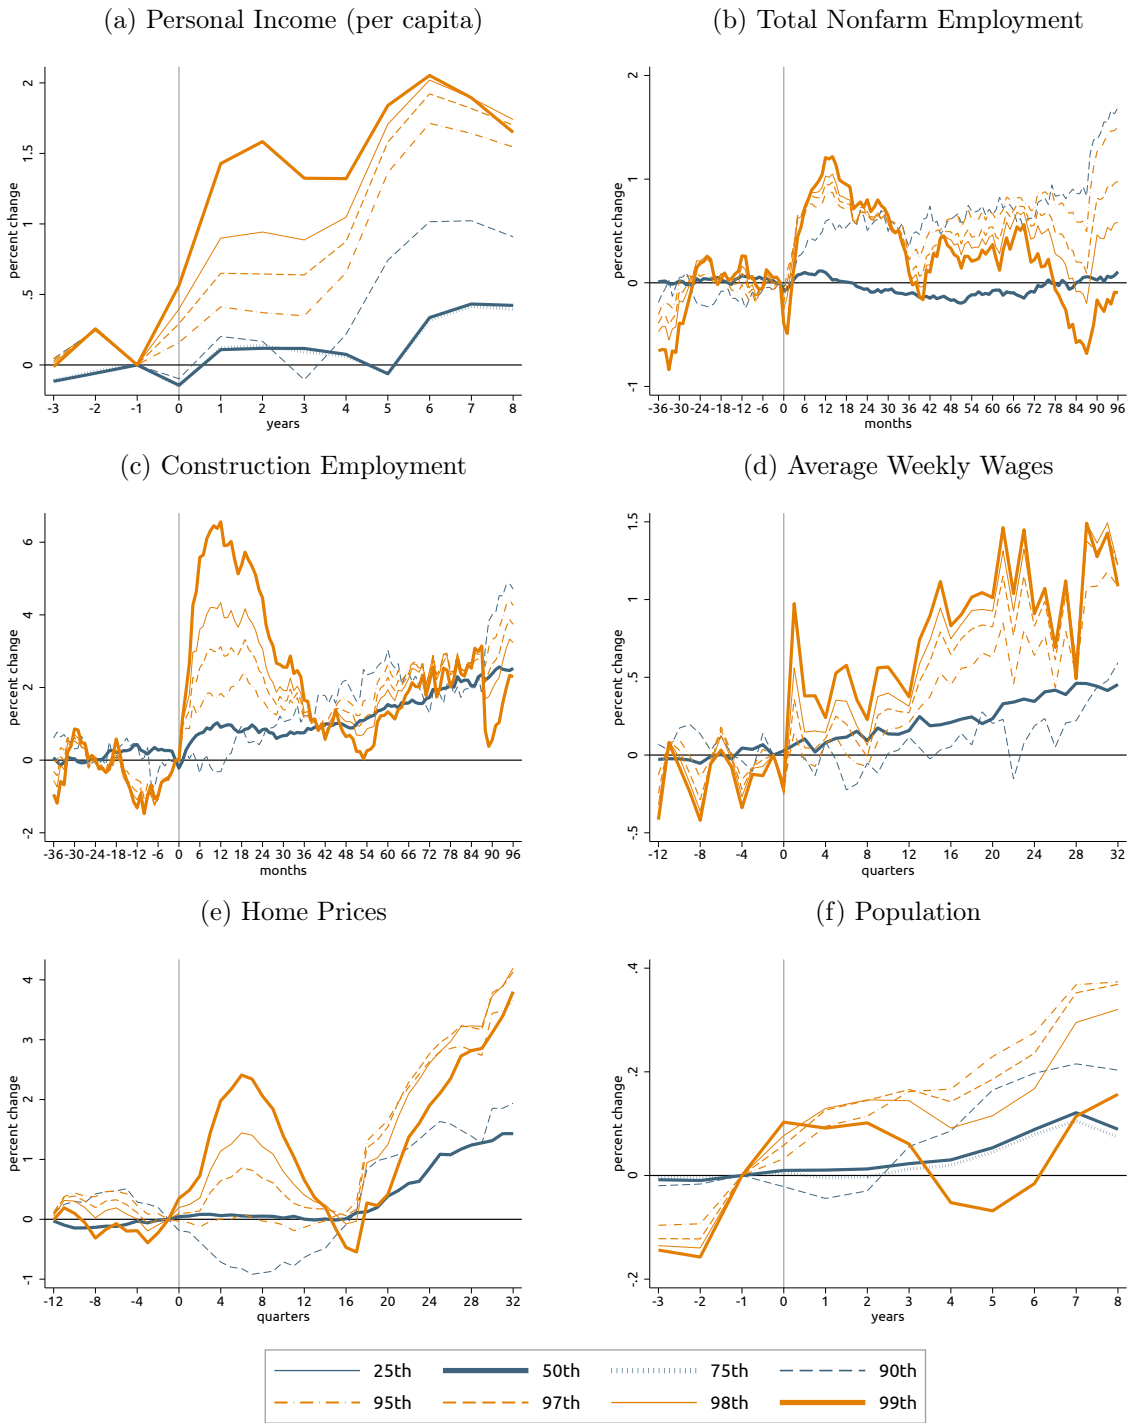 (a) Personal Income (per capita)
percent change
0 .5 1 1.5 2
-3 -2 -1 0 1 2 3 4 5 6 7 8
years
(b) Total Nonfarm Employment
percent change
-1 0 1 2
-36 -30 -24 -18 -12 -6 0 6 12 18 24 30 36 42 48 54 60 66 72 78 84 90 96
months
(c) Construction Employment
percent change
-2 0 2 4 6
-36 -30 -24 -18 -12 -6 0 6 12 18 24 30 36 42 48 54 60 66 72 78 84 90 96
months
(d) Average Weekly Wages
percent change
-.5 0 .5 1 1.5
-12 -8 -4 0 4 8 12 16 20 24 28 32
quarters
(e) Home Prices
percent change
-1 0 1 2 3 4
-12 -8 -4 0 4 8 12 16 20 24 28 32
quarters
(f) Population
percent change
-.2 0 .2 .4
-3 -2 -1 0 1 2 3 4 5 6 7 8
years
25th 50th 75th 90th
95th 97th 98th 99th